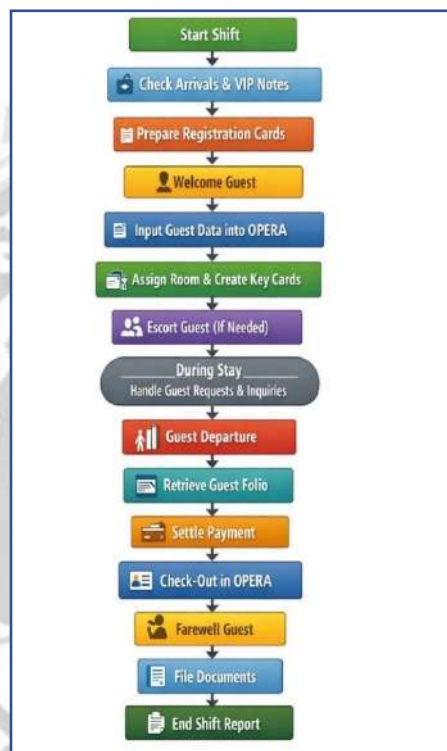 Start Shift
Check Arrivals & VIP Notes
Prepare Registration Cards
Welcome Guest
Input Guest Data into OPERA
Assign Room & Create Key Cards
Escort Guest (If Needed)
During Stay
Handle Guest Requests & Inquiries
Guest Departure
Retrieve Guest Folio
Settle Payment
Check-Out in OPERA
Farewell Guest
File Documents
End Shift Report